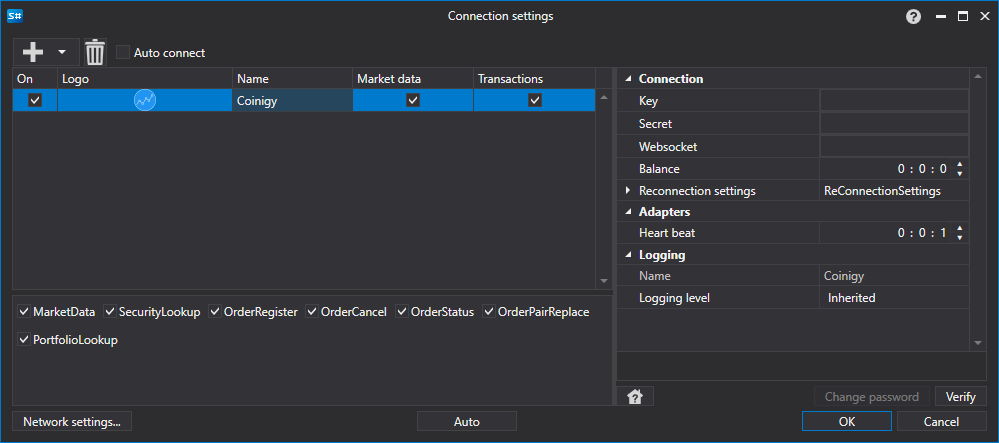 S# Connection settings ?
Auto connect
On Logo Name Market data Transactions
Coinigy
MarketData SecurityLookup OrderRegister OrderCancel OrderStatus OrderPairReplace
PortfolioLookup
Connection
Key
Secret
Websocket
Balance 0 : 0 : 0
Reconnection settings ReConnectionSettings
Adapters
Heart beat 0 : 0 : 1
Logging
Name Coinigy
Logging level Inherited
? Change password Verify
Network settings... Auto OK Cancel